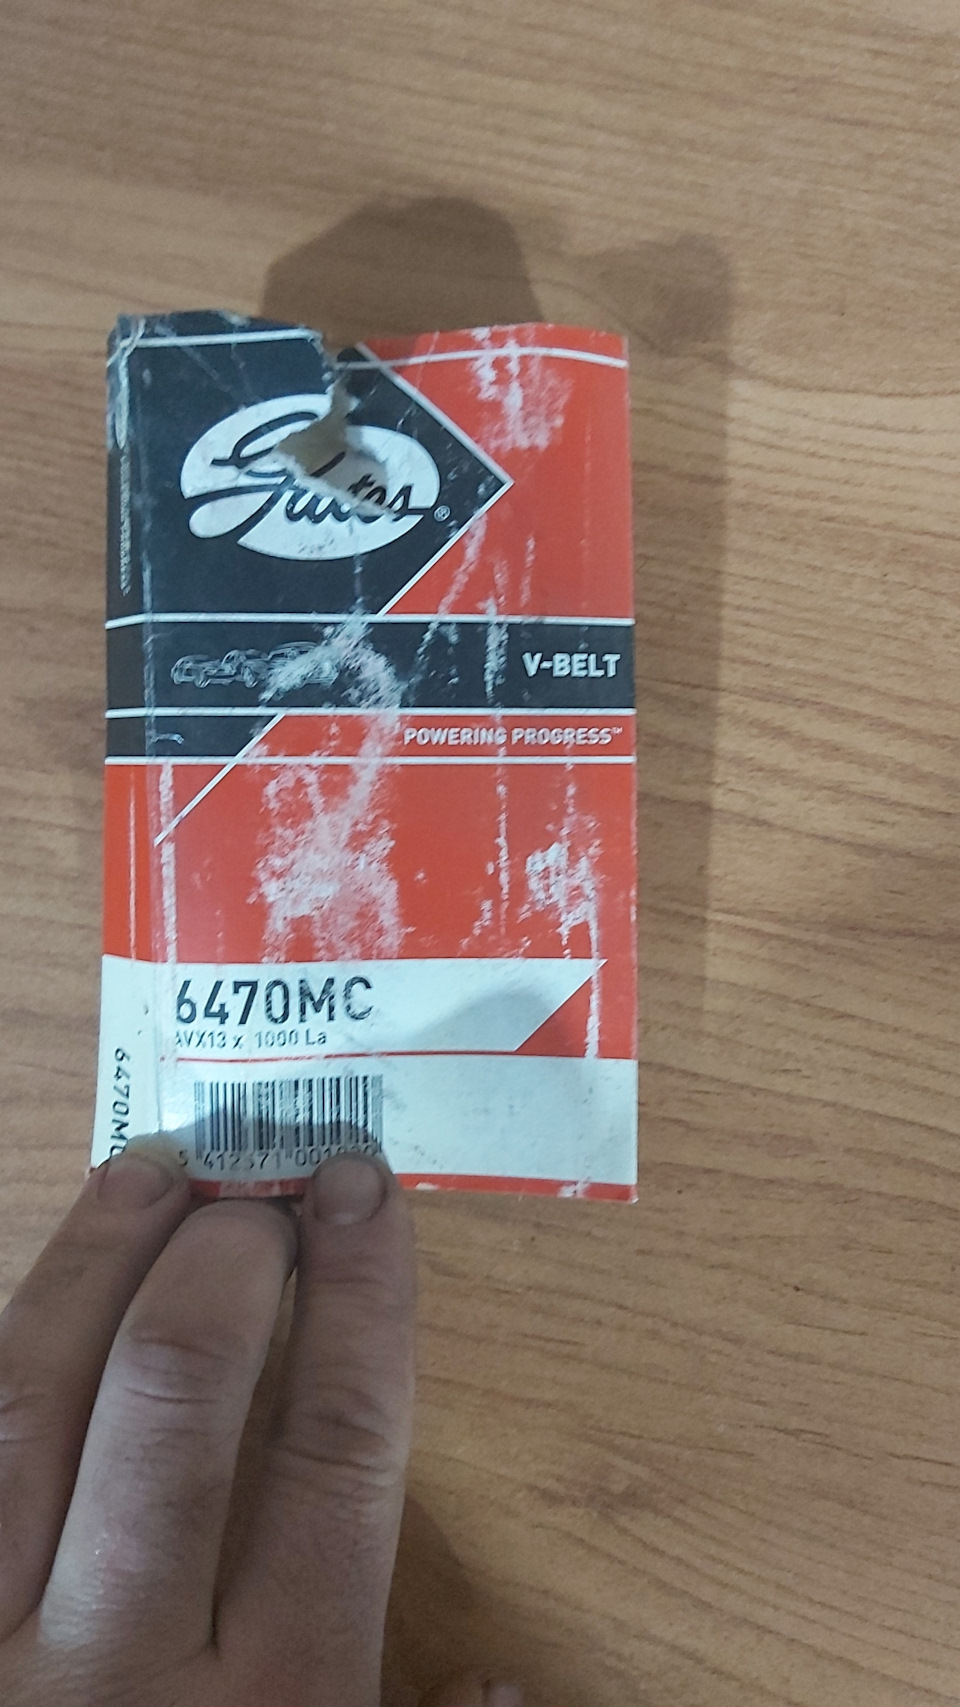 Gates®
V-BELT
POWERING PROGRESS™
6470MC
AVX13 x 1000 La
6470MC